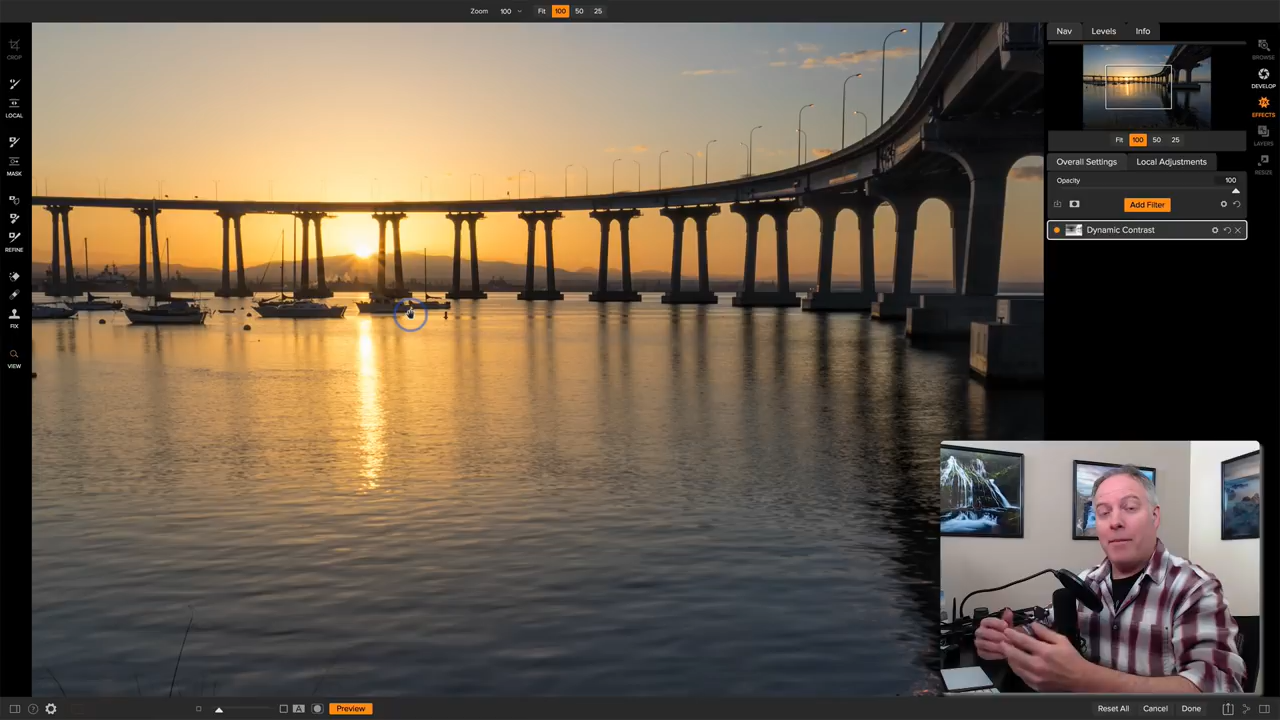 Zoom 100 Fit 100 50 25
Nav Levels Info
CROP
LOCAL
MASK
REFINE
FIX
VIEW
BROWSE
DEVELOP
EFFECTS
LAYERS
RESIZE
Fit 100 50 25
Overall Settings Local Adjustments
Opacity 100
Add Filter
Dynamic Contrast
A Preview
Reset All Cancel Done